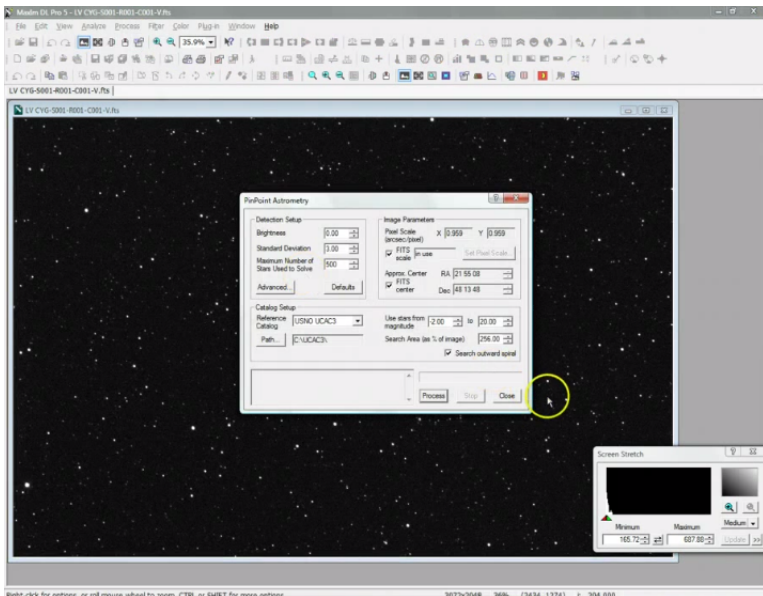 MaxIm DL Pro 5 - LV CYG-S001-R001-C001-V.fts
File Edit View Analyze Process Filter Color Plug-in Window Help
35.9%
LV CYG-S001-R001-C001-V.fts
LV CYG-S001-R001-C001-V.fts
PinPoint Astrometry
Detection Setup
Brightness 0.00
Standard Deviation 3.00
Maximum Number of
Stars Used to Solve 500
Advanced... Defaults
Image Parameters
Pixel Scale
(arcsec/pixel) X 0.959 Y 0.959
FITS
scale in use Set Pixel Scale...
Approx. Center RA 21 55 08
FITS
center Dec 48 13 48
Catalog Setup
Reference
Catalog USNO UCAC3
Path... C:\UCAC3\
Use stars from
magnitude -2.00 to 20.00
Search Area (as % of image) 256.00
Search outward spiral
Process Stop Close
Screen Stretch
Minimum Maximum Medium
165.72 687.88 Update >>
Right-click for options, or roll mouse wheel to zoom, CTRL or SHIFT for more options
3072x2048 36%